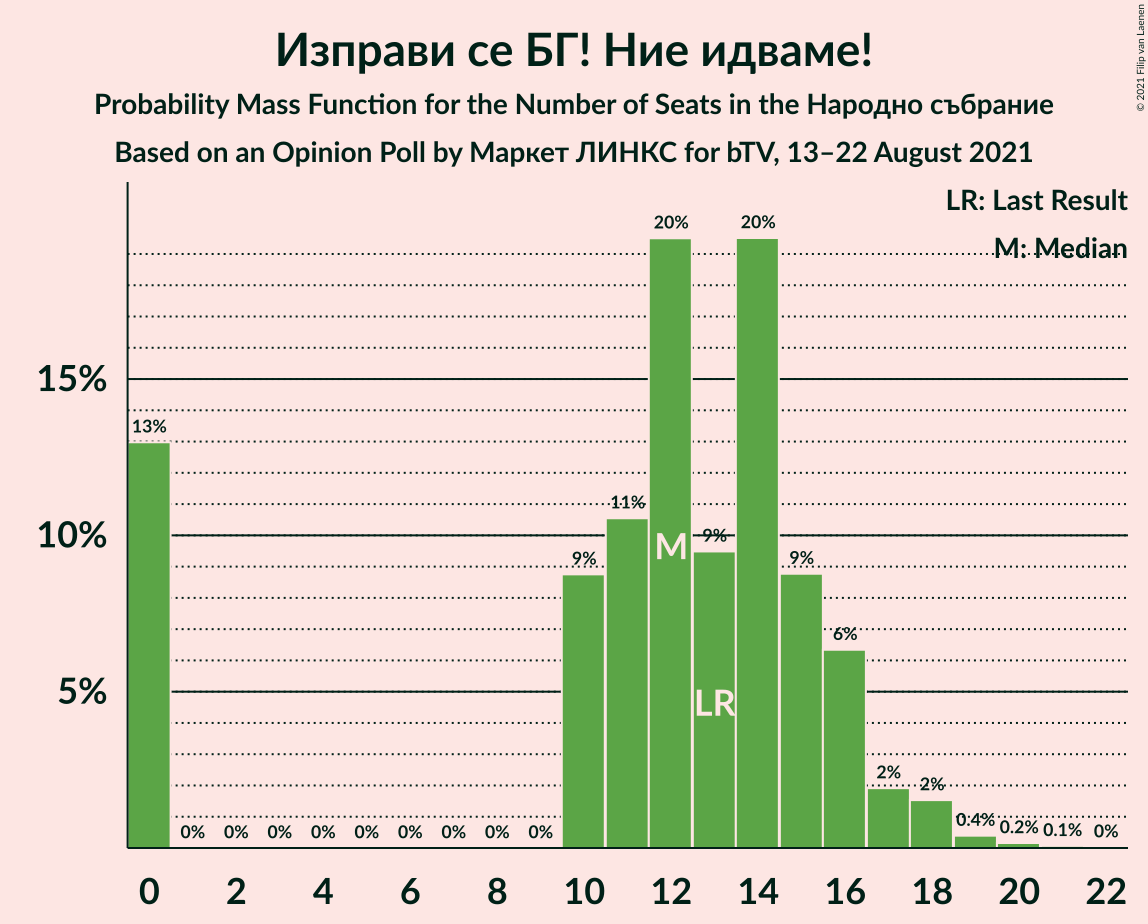 Изправи се БГ! Ние идваме!
Probability Mass Function for the Number of Seats in the Народно събрание
Based on an Opinion Poll by Маркет ЛИНКС for bTV, 13–22 August 2021
© 2021 Filip van Laenen
LR: Last Result
M: Median
15%
10%
5%
13%
0%
0%
0%
0%
0%
0%
0%
0%
0%
9%
11%
20%
9%
20%
9%
6%
2%
2%
0.4%
0.2%
0.1%
0%
M
LR
0 2 4 6 8 10 12 14 16 18 20 22